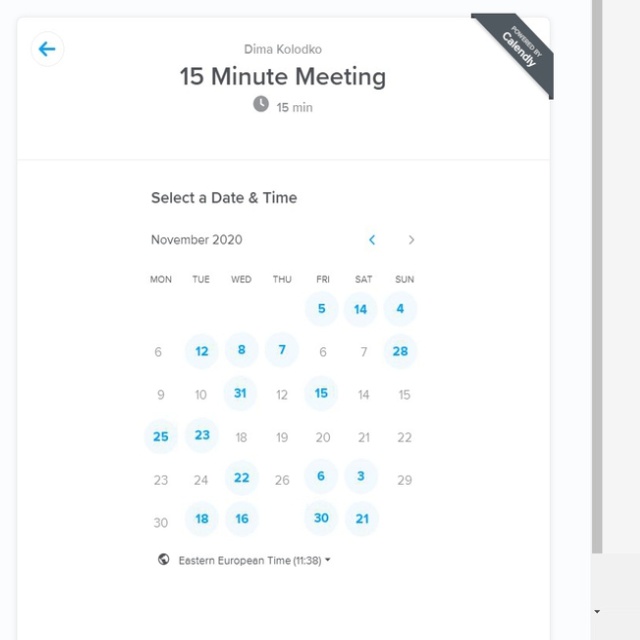 POWERED BY
Calendly
Dima Kolodko
15 Minute Meeting
15 min
Select a Date & Time
November 2020
MON TUE WED THU FRI SAT SUN
5 14 4
6 12 8 7 6 7 28
9 10 31 12 15 14 15
25 23 18 19 20 21 22
23 24 22 26 6 3 29
30 18 16 30 21
Eastern European Time (11:38)